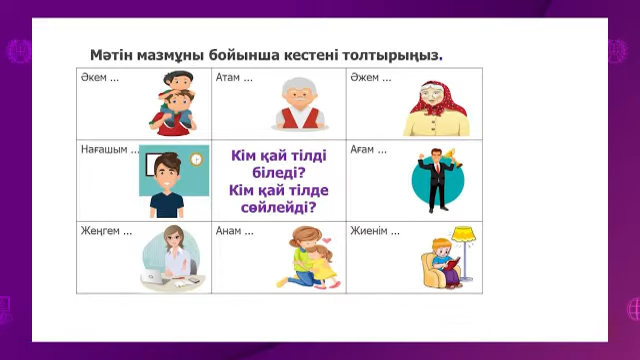 Мәтін мазмұны бойынша кестені толтырыңыз.
Әкем ...
Атам ...
Әжем ...
Нағашым ...
Кім қай тілді
біледі?
Кім қай тілде
сөйлейді?
Ағам ...
Жеңгем ...
Анам ...
Жиенім ...